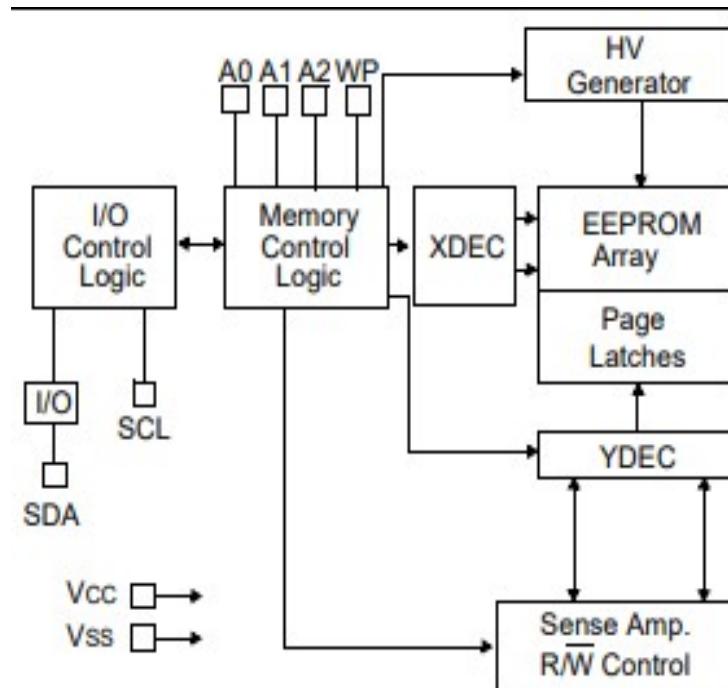 A0 A1 A2 WP
HV
Generator
I/O
Control
Logic
Memory
Control
Logic
XDEC
EEPROM
Array
Page
Latches
I/O
SCL
SDA
YDEC
VCC
VSS
Sense Amp.
R/W̅ Control